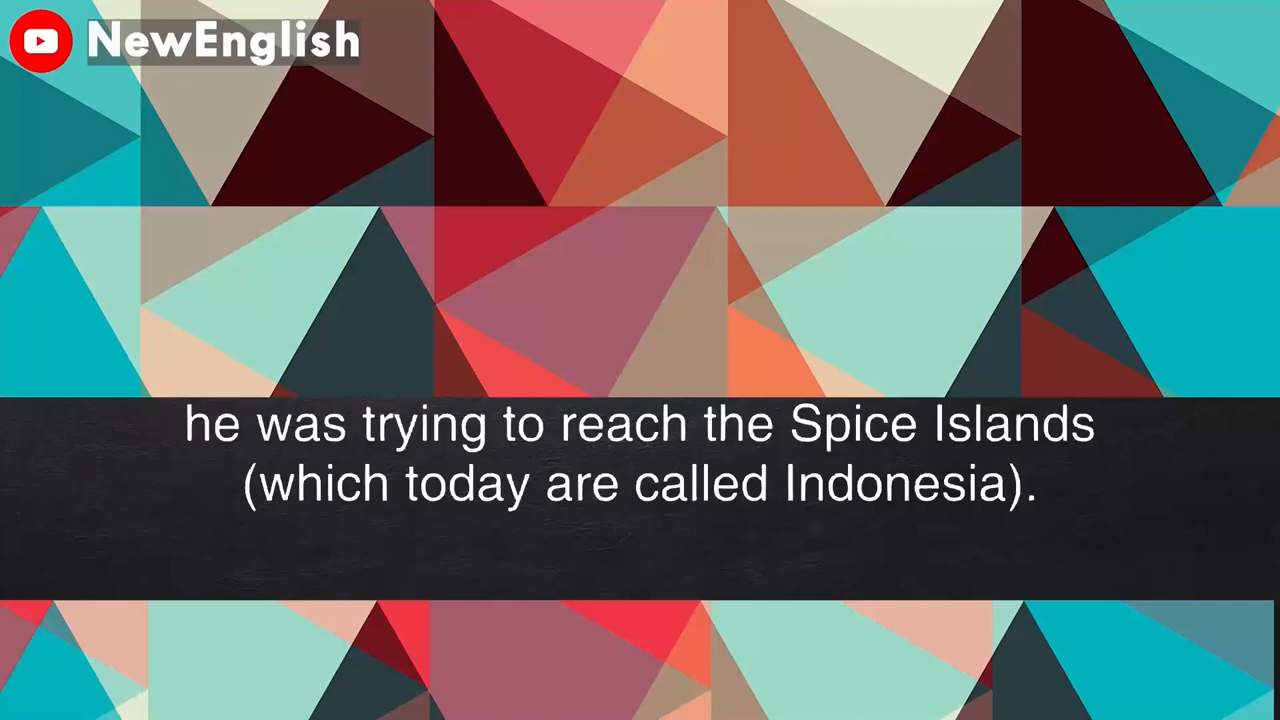 NewEnglish
he was trying to reach the Spice Islands
(which today are called Indonesia).